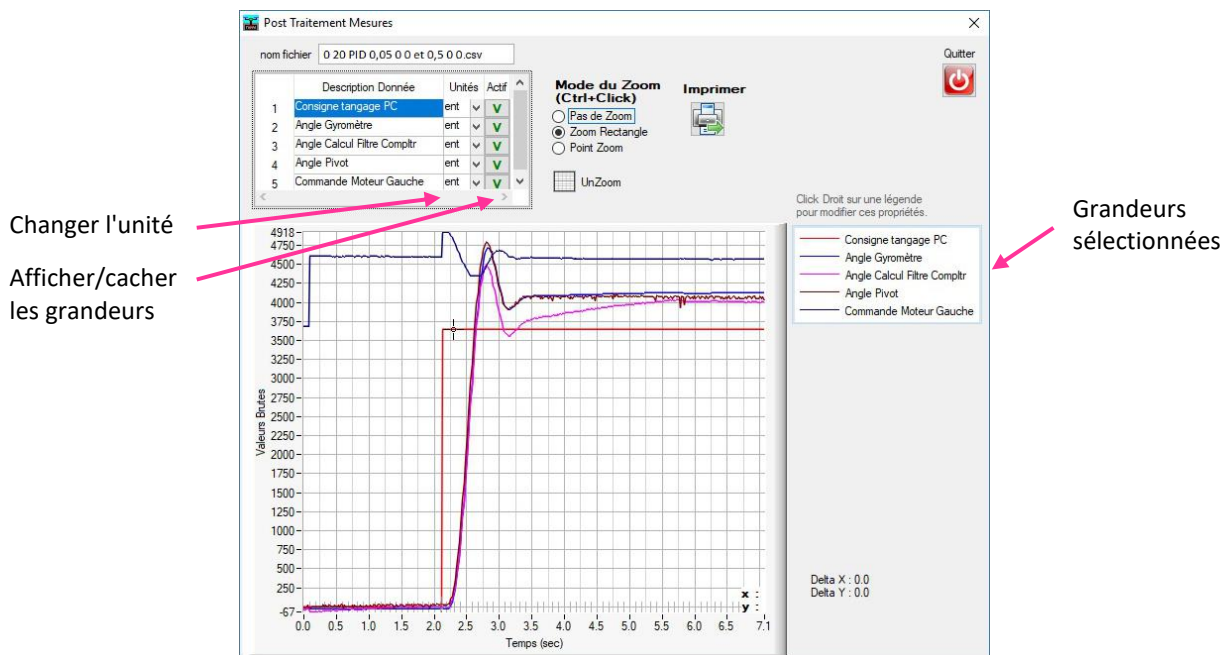 Post Traitement Mesures
nom fichier 0 20 PID 0,05 0 0 et 0,5 0 0.csv
Quitter
Description Donnée Unités Actif
1 Consigne tangage PC ent V
2 Angle Gyromètre ent V
3 Angle Calcul Filtre Compltr ent V
4 Angle Pivot ent V
5 Commande Moteur Gauche ent V
Mode du Zoom
(Ctrl+Click)
Pas de Zoom
Zoom Rectangle
Point Zoom
UnZoom
Imprimer
Changer l'unité
Afficher/cacher
les grandeurs
Click Droit sur une légende
pour modifier ces propriétés.
Consigne tangage PC
Angle Gyromètre
Angle Calcul Filtre Compltr
Angle Pivot
Commande Moteur Gauche
Grandeurs
sélectionnées
4918
4750
4500
4250
4000
3750
3500
3250
3000
2750
2500
2250
2000
1750
1500
1250
1000
750
500
250
-67
Valeurs Brutes
0.0 0.5 1.0 1.5 2.0 2.5 3.0 3.5 4.0 4.5 5.0 5.5 6.0 6.5 7.1
Temps (sec)
x :
y :
Delta X : 0.0
Delta Y : 0.0